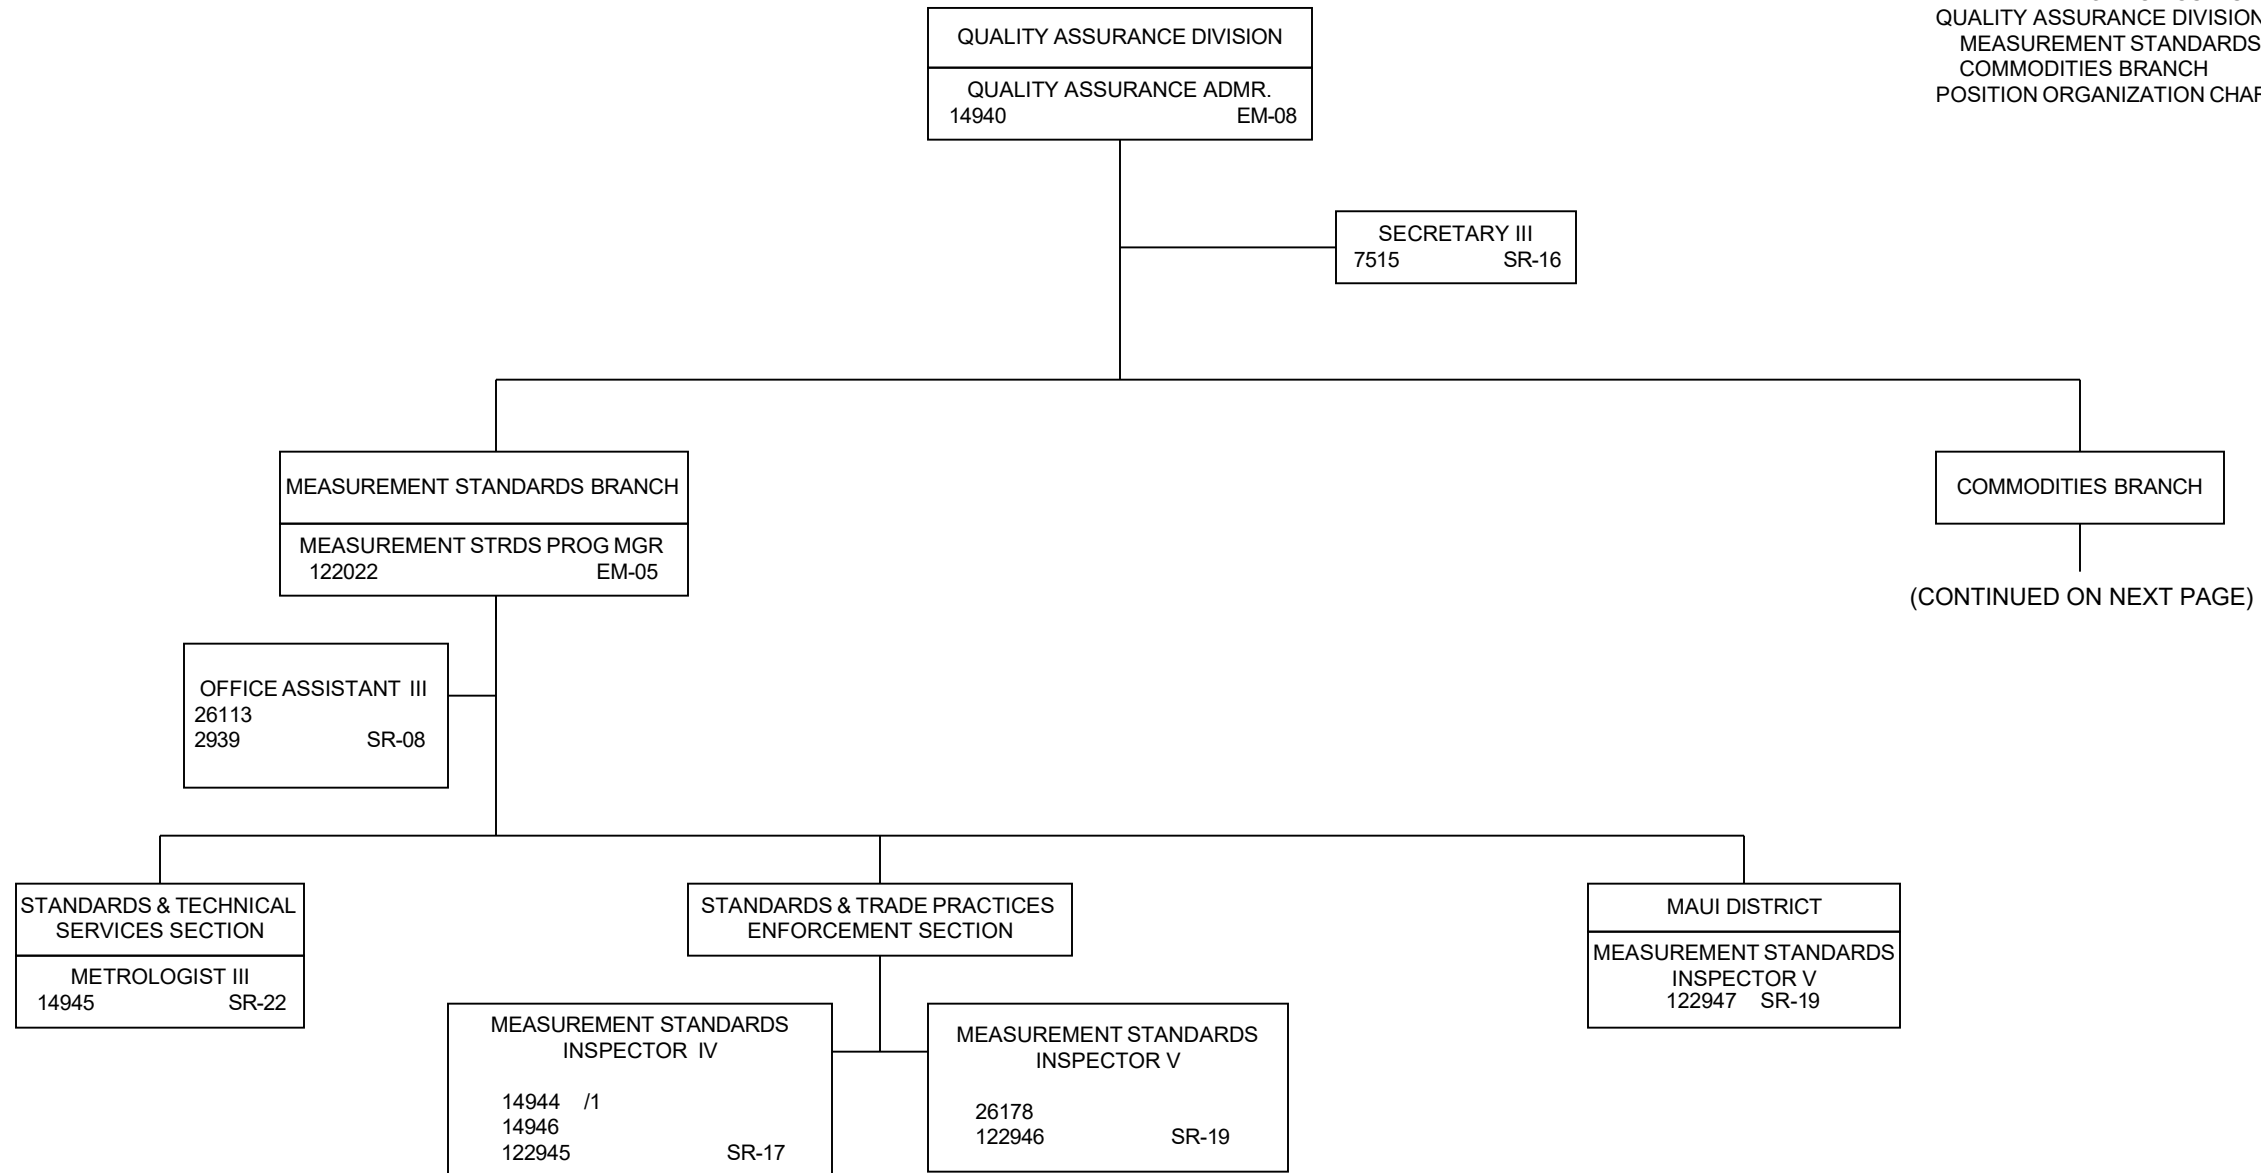 QUALITY ASSURANCE DIVISION
MEASUREMENT STANDARDS
COMMODITIES BRANCH
POSITION ORGANIZATION
QUALITY ASSURANCE DIVISION
QUALITY ASSURANCE ADMR.
14940 EM-08
SECRETARY III
7515 SR-16
MEASUREMENT STANDARDS BRANCH
MEASUREMENT STRDS PROG MGR
122022 EM-05
COMMODITIES BRANCH
(CONTINUED ON NEXT PAGE)
OFFICE ASSISTANT III
26113
2939 SR-08
STANDARDS & TECHNICAL
SERVICES SECTION
METROLOGIST III
14945 SR-22
STANDARDS & TRADE PRACTICES
ENFORCEMENT SECTION
MEASUREMENT STANDARDS
INSPECTOR IV
14944 /1
14946
122945 SR-17
MEASUREMENT STANDARDS
INSPECTOR V
26178
122946 SR-19
MAUI DISTRICT
MEASUREMENT STANDARDS
INSPECTOR V
122947 SR-19